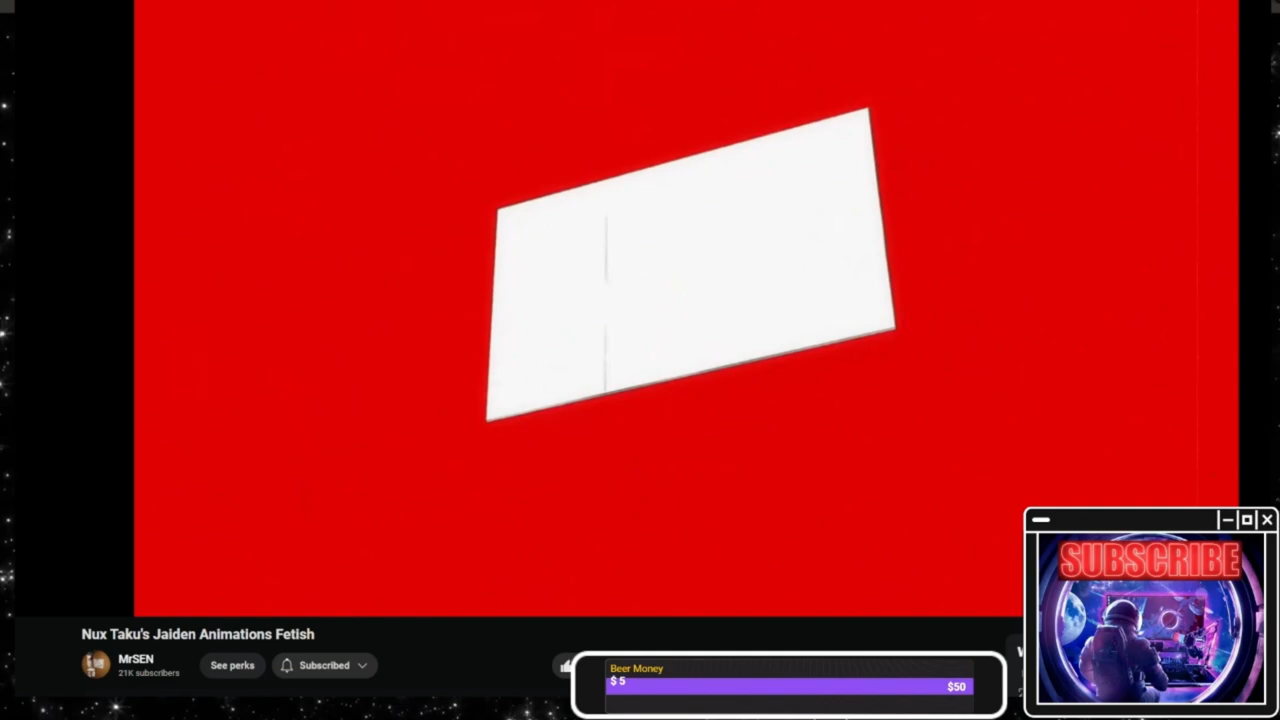 SUBSCRIBE
Nux Taku's Jaiden Animations Fetish
MrSEN
21K subscribers
See perks
Subscribed
Beer Money
$ 5
$50